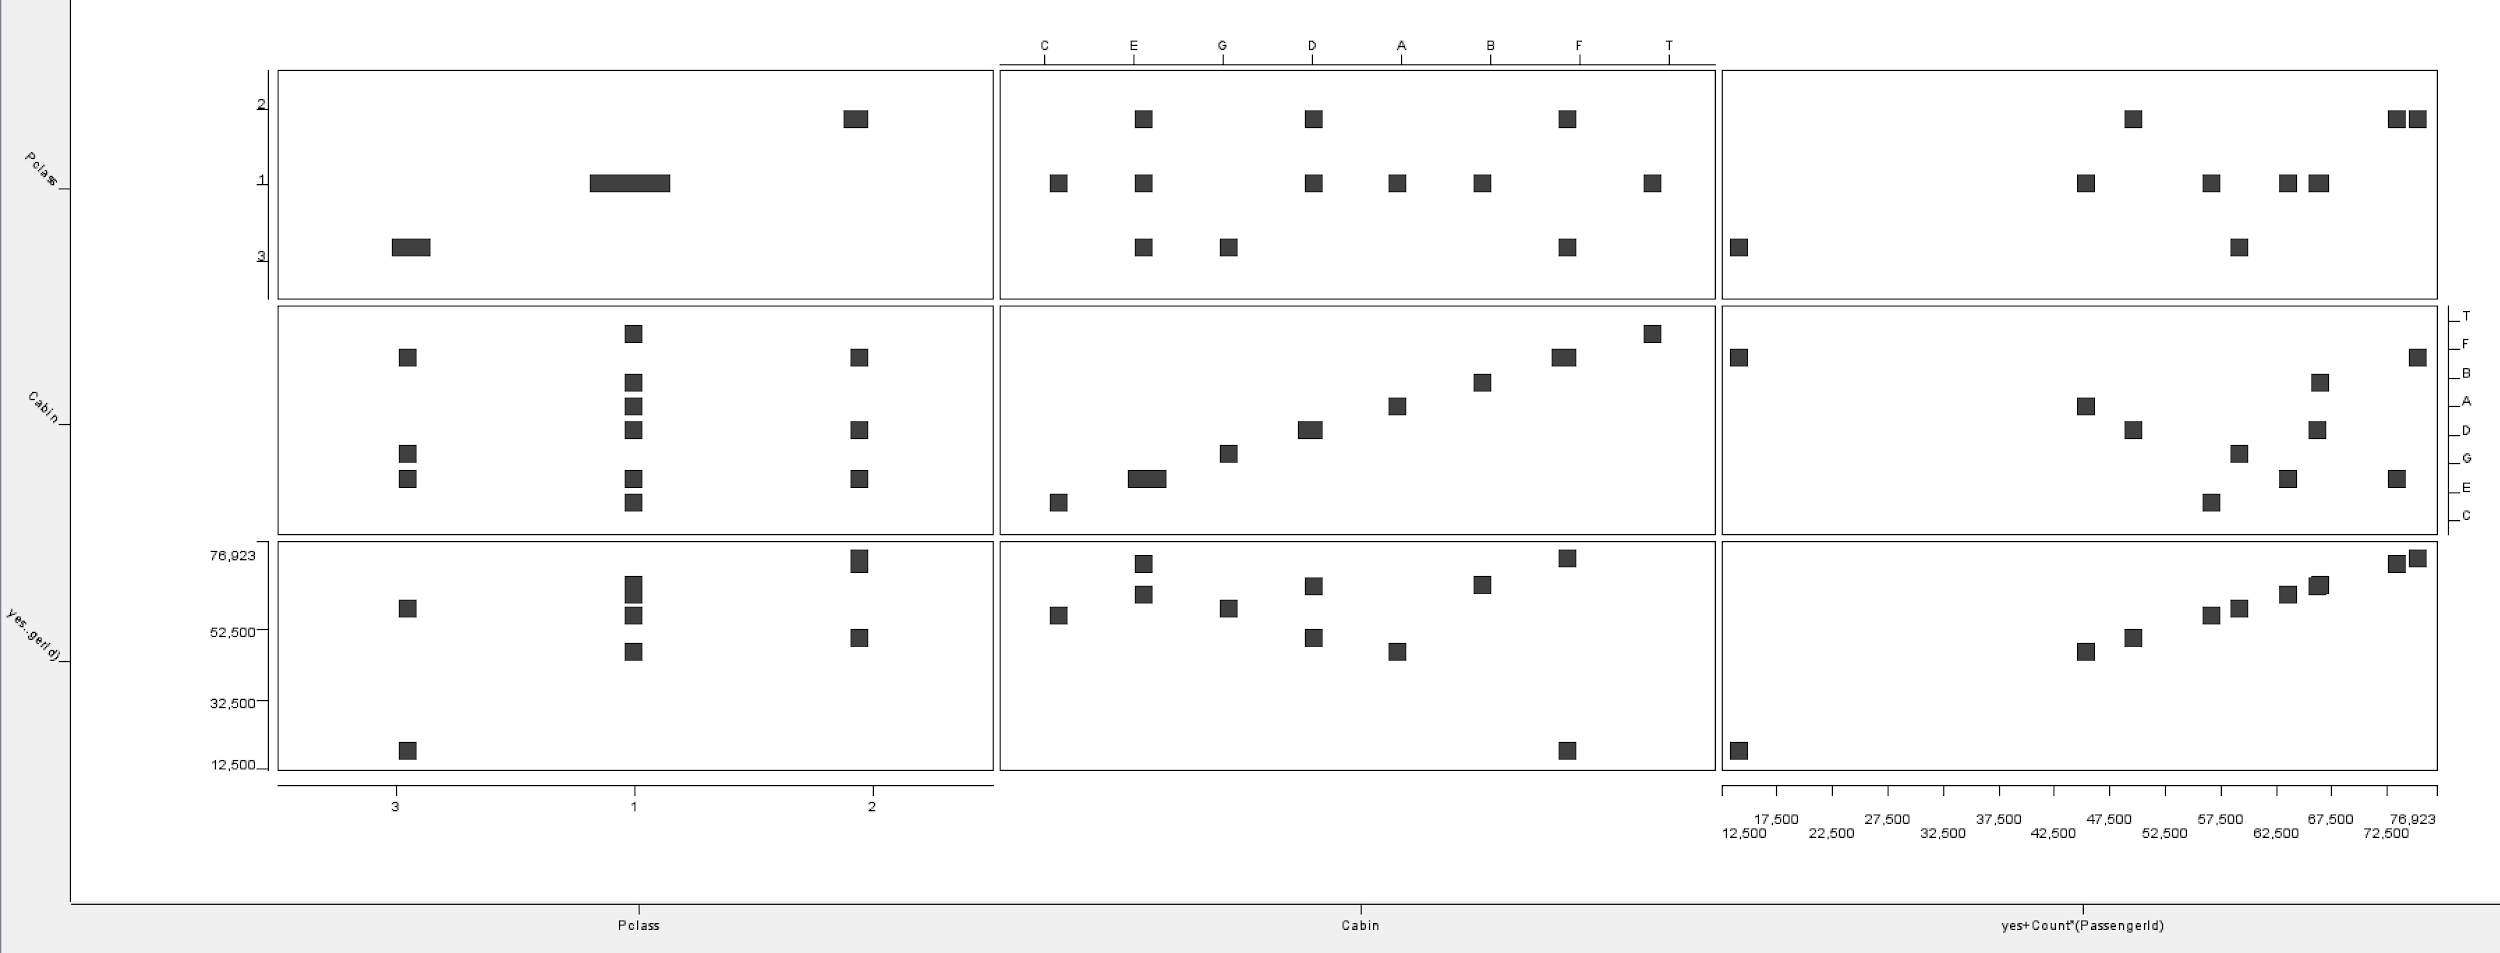 C E G D A B F T
2
1
3
Pclass
T
F
B
A
D
G
E
C
Cabin
76,923
52,500
32,500
12,500
yes..gerId)
3 1 2
17,500 27,500 37,500 47,500 57,500 67,500 76,923
12,500 22,500 32,500 42,500 52,500 62,500 72,500
Pclass Cabin yes+Count*(PassengerId)